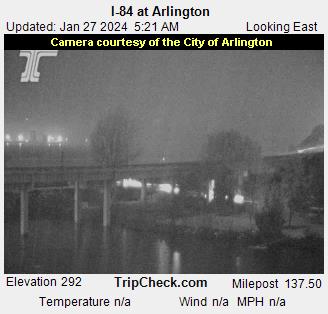 I-84 at Arlington
Updated: Jan 27 2024 5:21 AM Looking East
Camera courtesy of the City of Arlington
Elevation 292 TripCheck.com Milepost 137.50
Temperature n/a Wind n/a MPH n/a